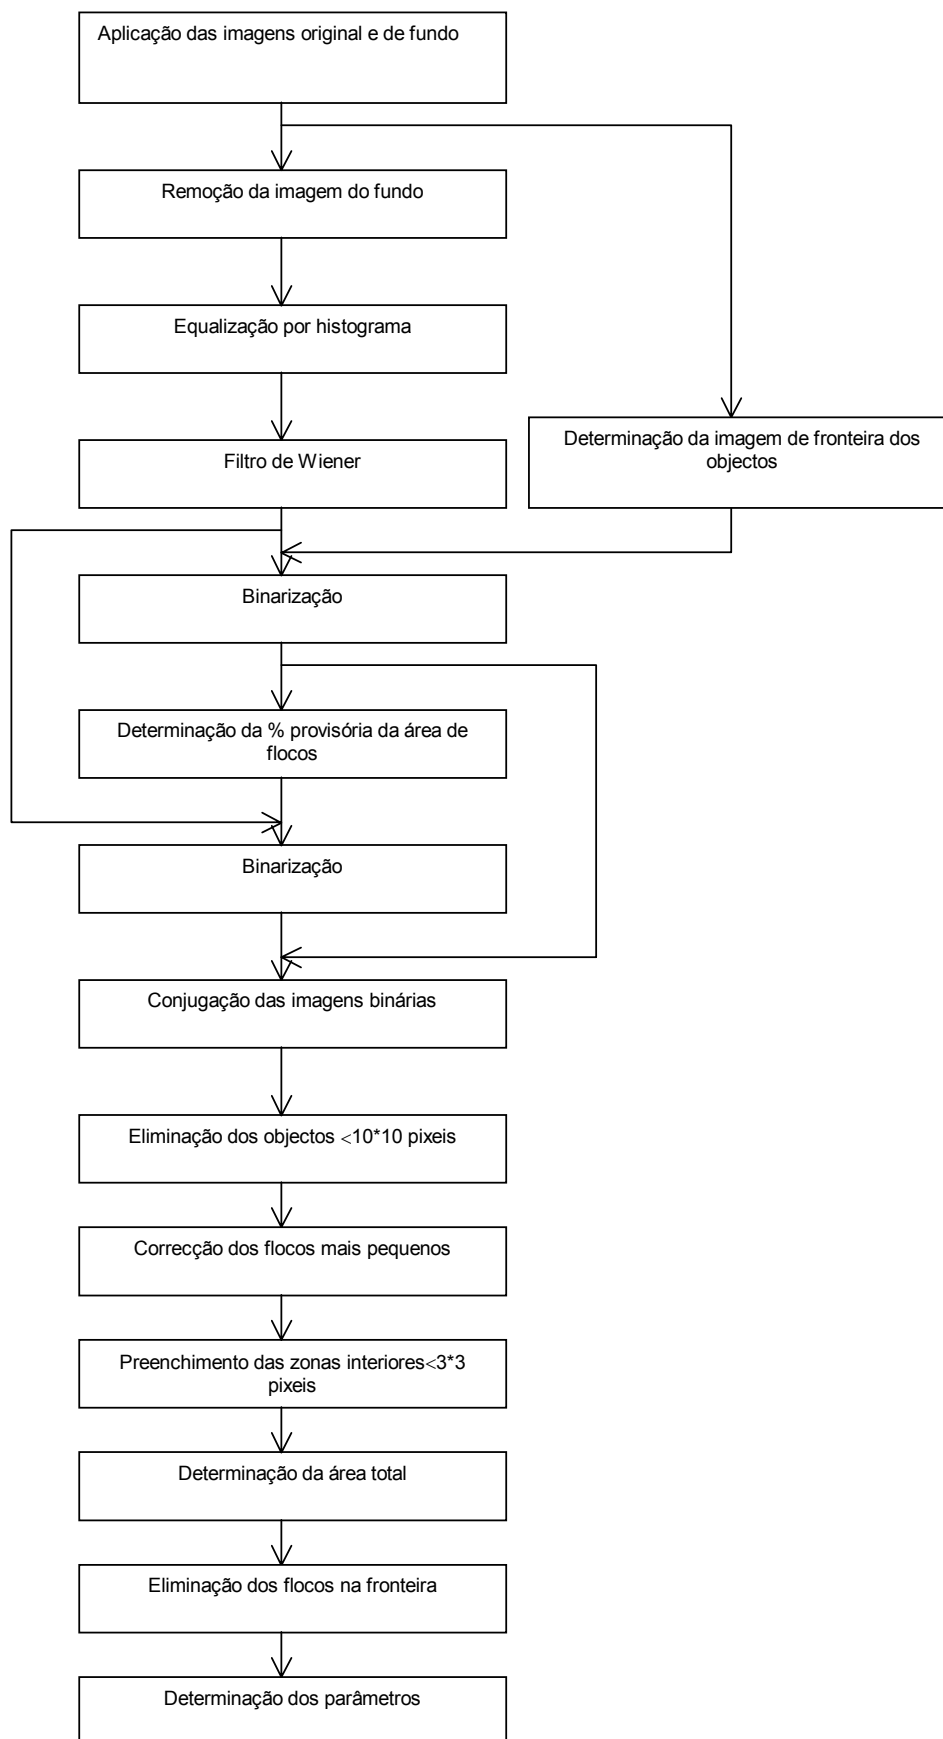 Aplicação das imagens original e de fundo
Remoção da imagem do fundo
Equalização por histograma
Determinação da imagem de fronteira dos
objectos
Filtro de Wiener
Binarização
Determinação da % provisória da área de
flocos
Binarização
Conjugação das imagens binárias
Eliminação dos objectos <10*10 pixeis
Correcção dos flocos mais pequenos
Preenchimento das zonas interiores<3*3
pixeis
Determinação da área total
Eliminação dos flocos na fronteira
Determinação dos parâmetros